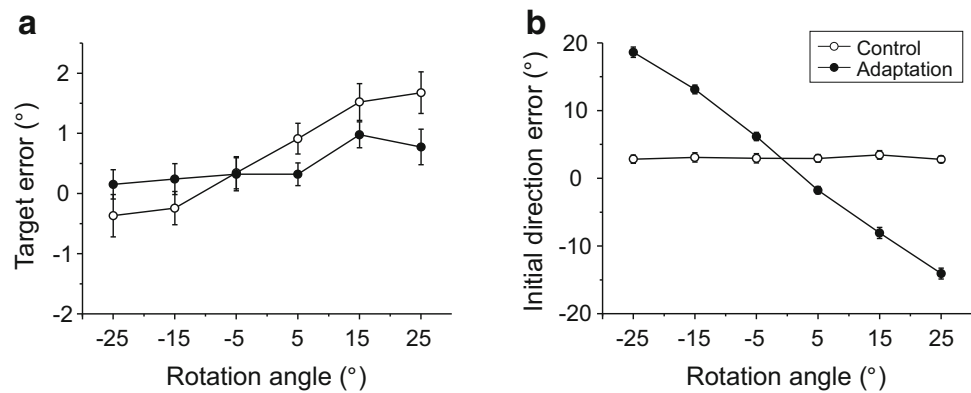 a
Target error (°)
2
1
0
-1
-2
-25 -15 -5 5 15 25
Rotation angle (°)
b
Initial direction error (°)
20
10
0
-10
-20
-25 -15 -5 5 15 25
Rotation angle (°)
Control
Adaptation